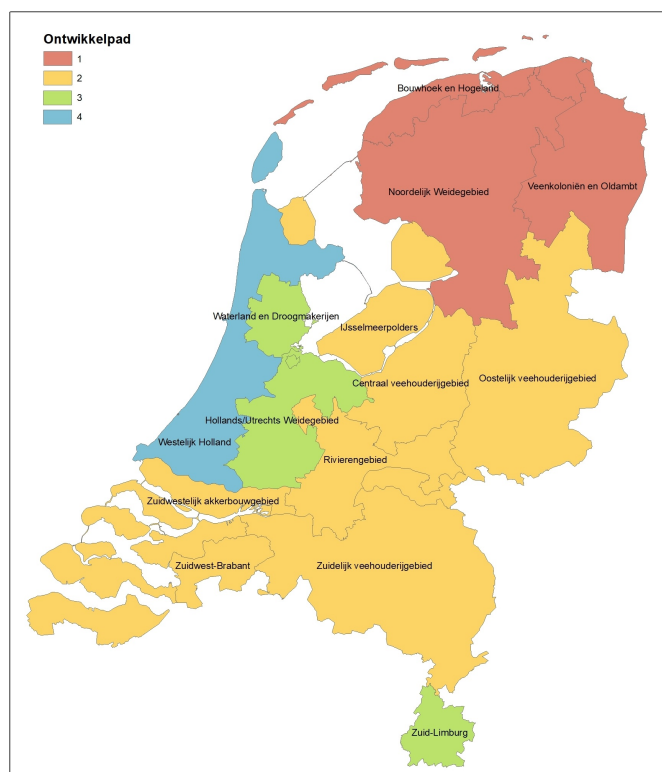 Ontwikkelpad
1
2
3
4
Bouwhoek en Hogeland
Noordelijk Weidegebied
Veenkoloniën en Oldambt
Waterland en Droogmakerijen
IJsselmeerpolders
Centraal veehouderijgebied
Oostelijk veehouderijgebied
Hollands/Utrechts Weidegebied
Westelijk Holland
Rivierengebied
Zuidwestelijk akkerbouwgebied
Zuidwest-Brabant
Zuidelijk veehouderijgebied
Zuid-Limburg